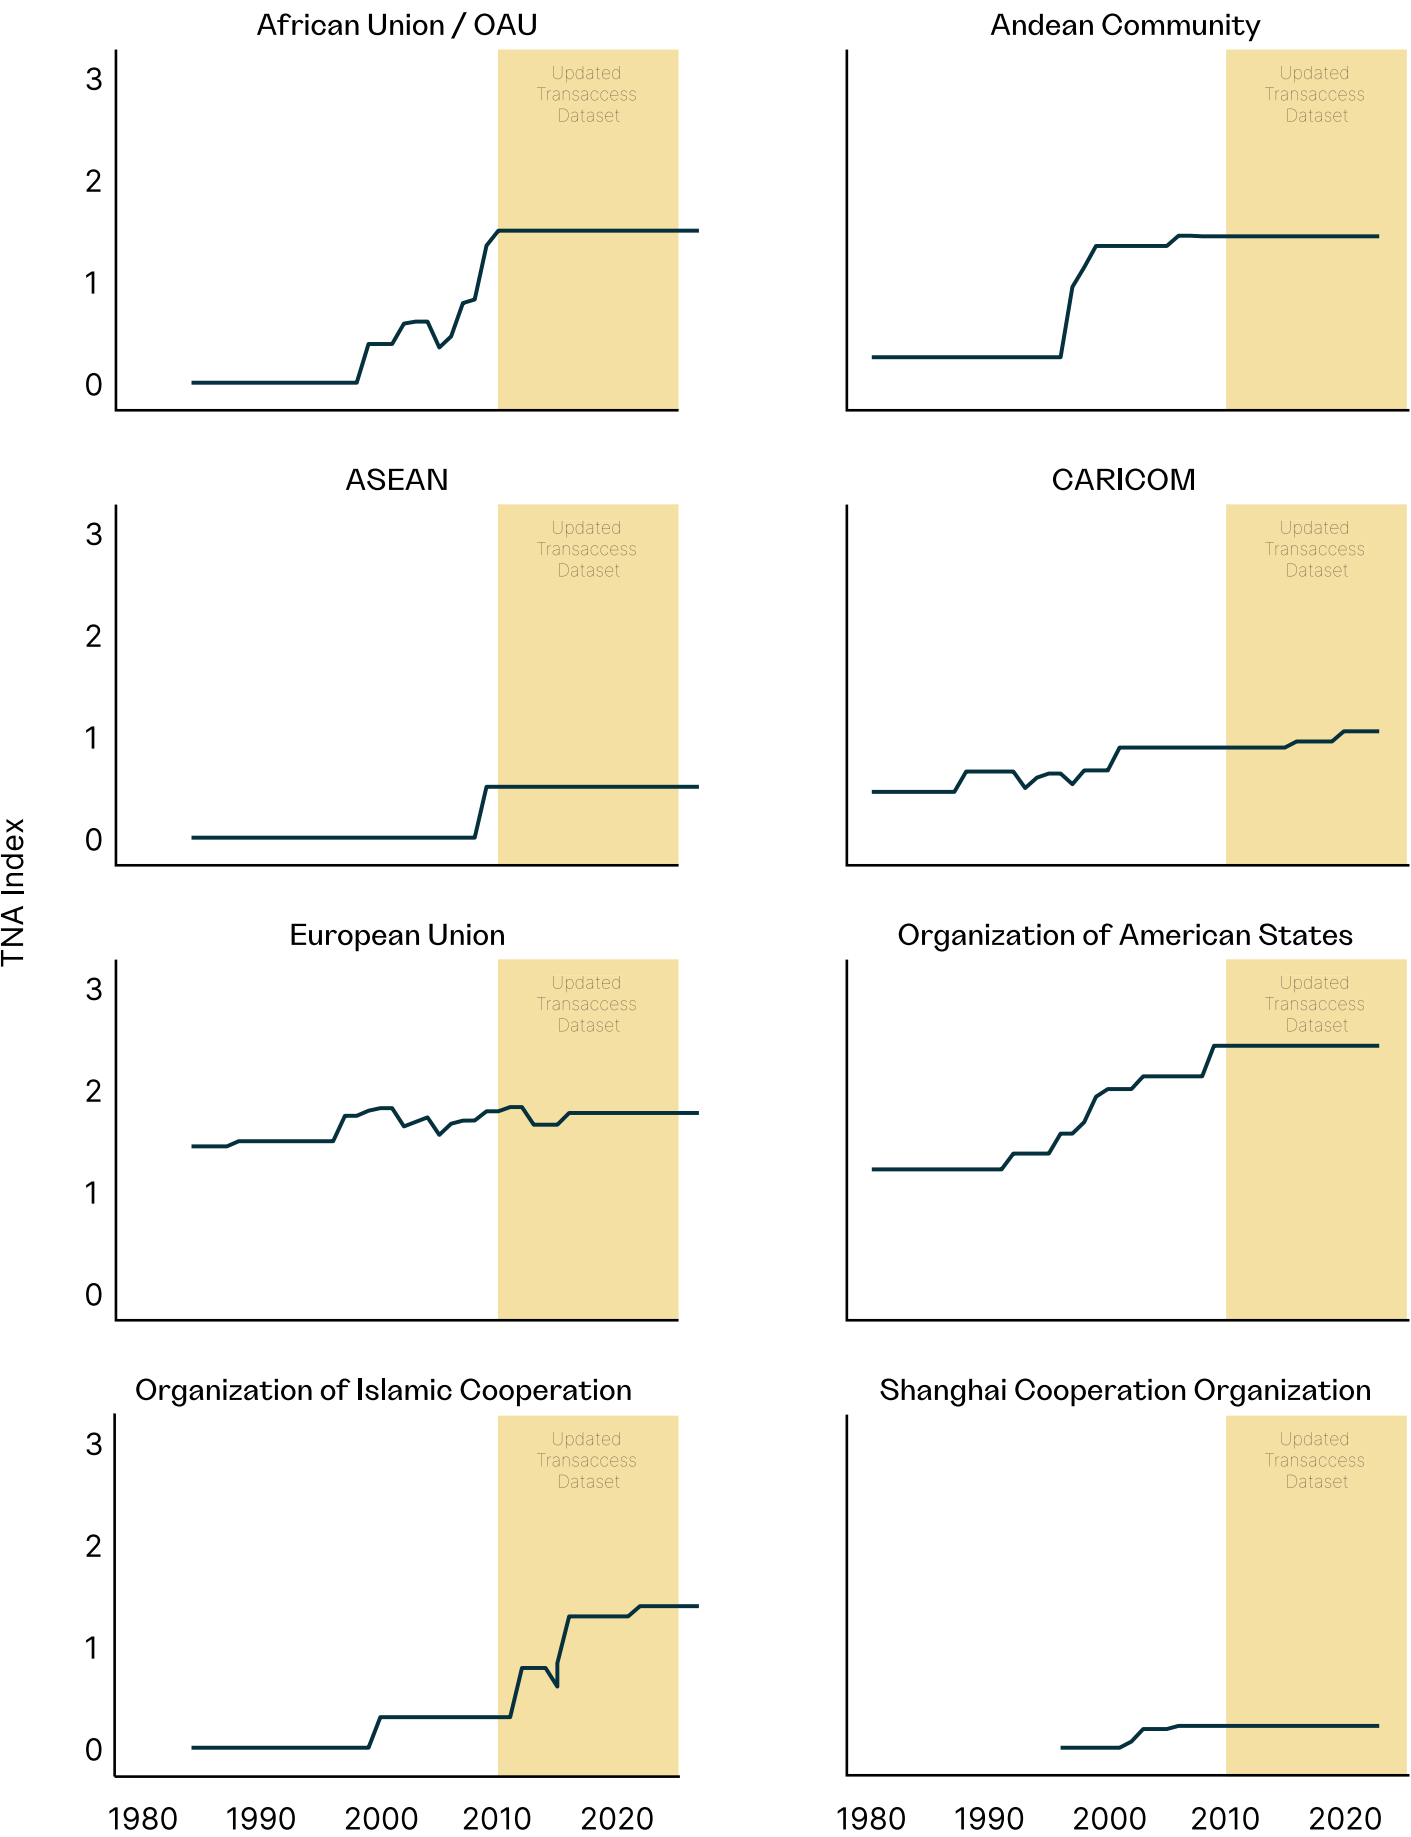 African Union / OAU
Andean Community
3
2
1
0
Updated
Transaccess
Dataset
Updated
Transaccess
Dataset
ASEAN
CARICOM
3
2
1
0
Updated
Transaccess
Dataset
Updated
Transaccess
Dataset
TNA Index
European Union
Organization of American States
3
2
1
0
Updated
Transaccess
Dataset
Updated
Transaccess
Dataset
Organization of Islamic Cooperation
Shanghai Cooperation Organization
3
2
1
0
Updated
Transaccess
Dataset
Updated
Transaccess
Dataset
1980 1990 2000 2010 2020
1980 1990 2000 2010 2020